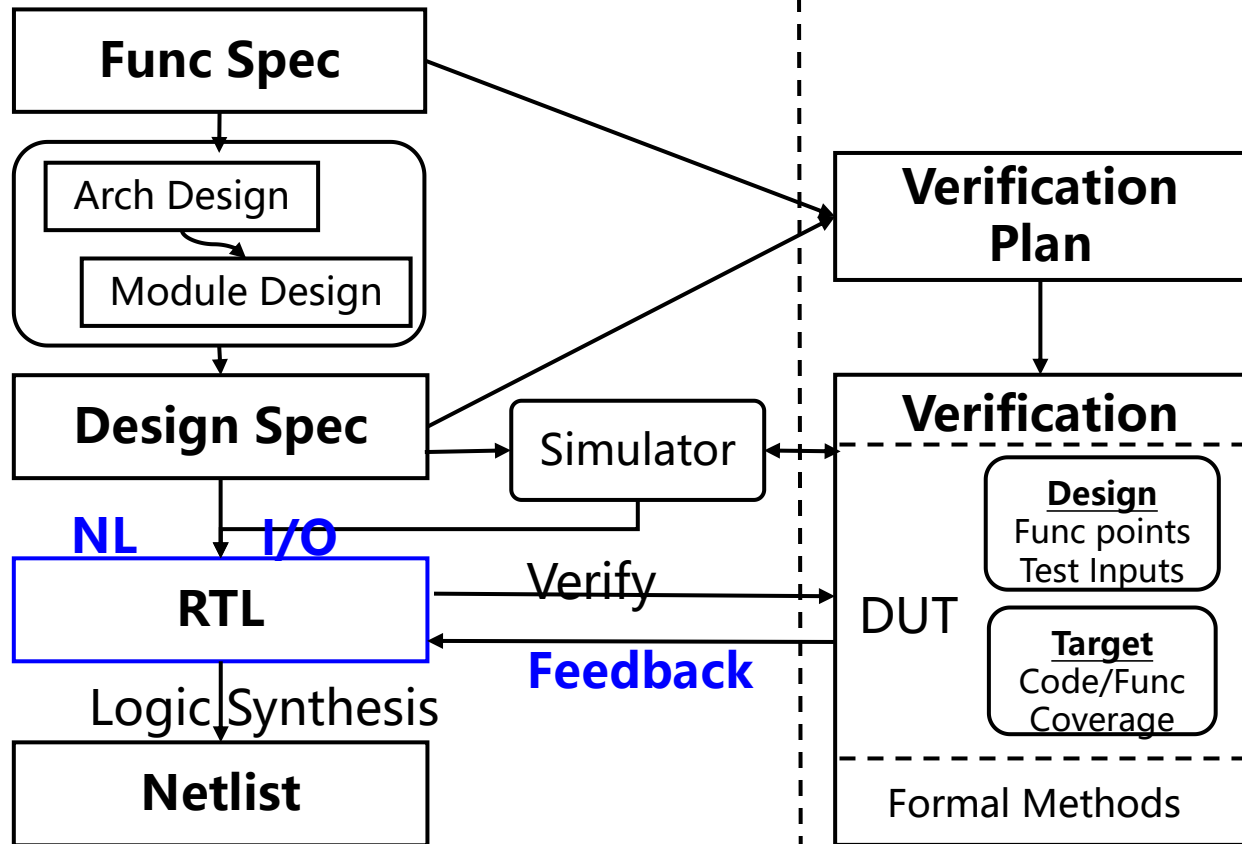 Func Spec
Arch Design
Module Design
Design Spec
NL
I/O
RTL
Logic Synthesis
Netlist
Simulator
Verify
Feedback
Verification
Plan
Verification
Design
Func points
Test Inputs
DUT
Target
Code/Func
Coverage
Formal Methods